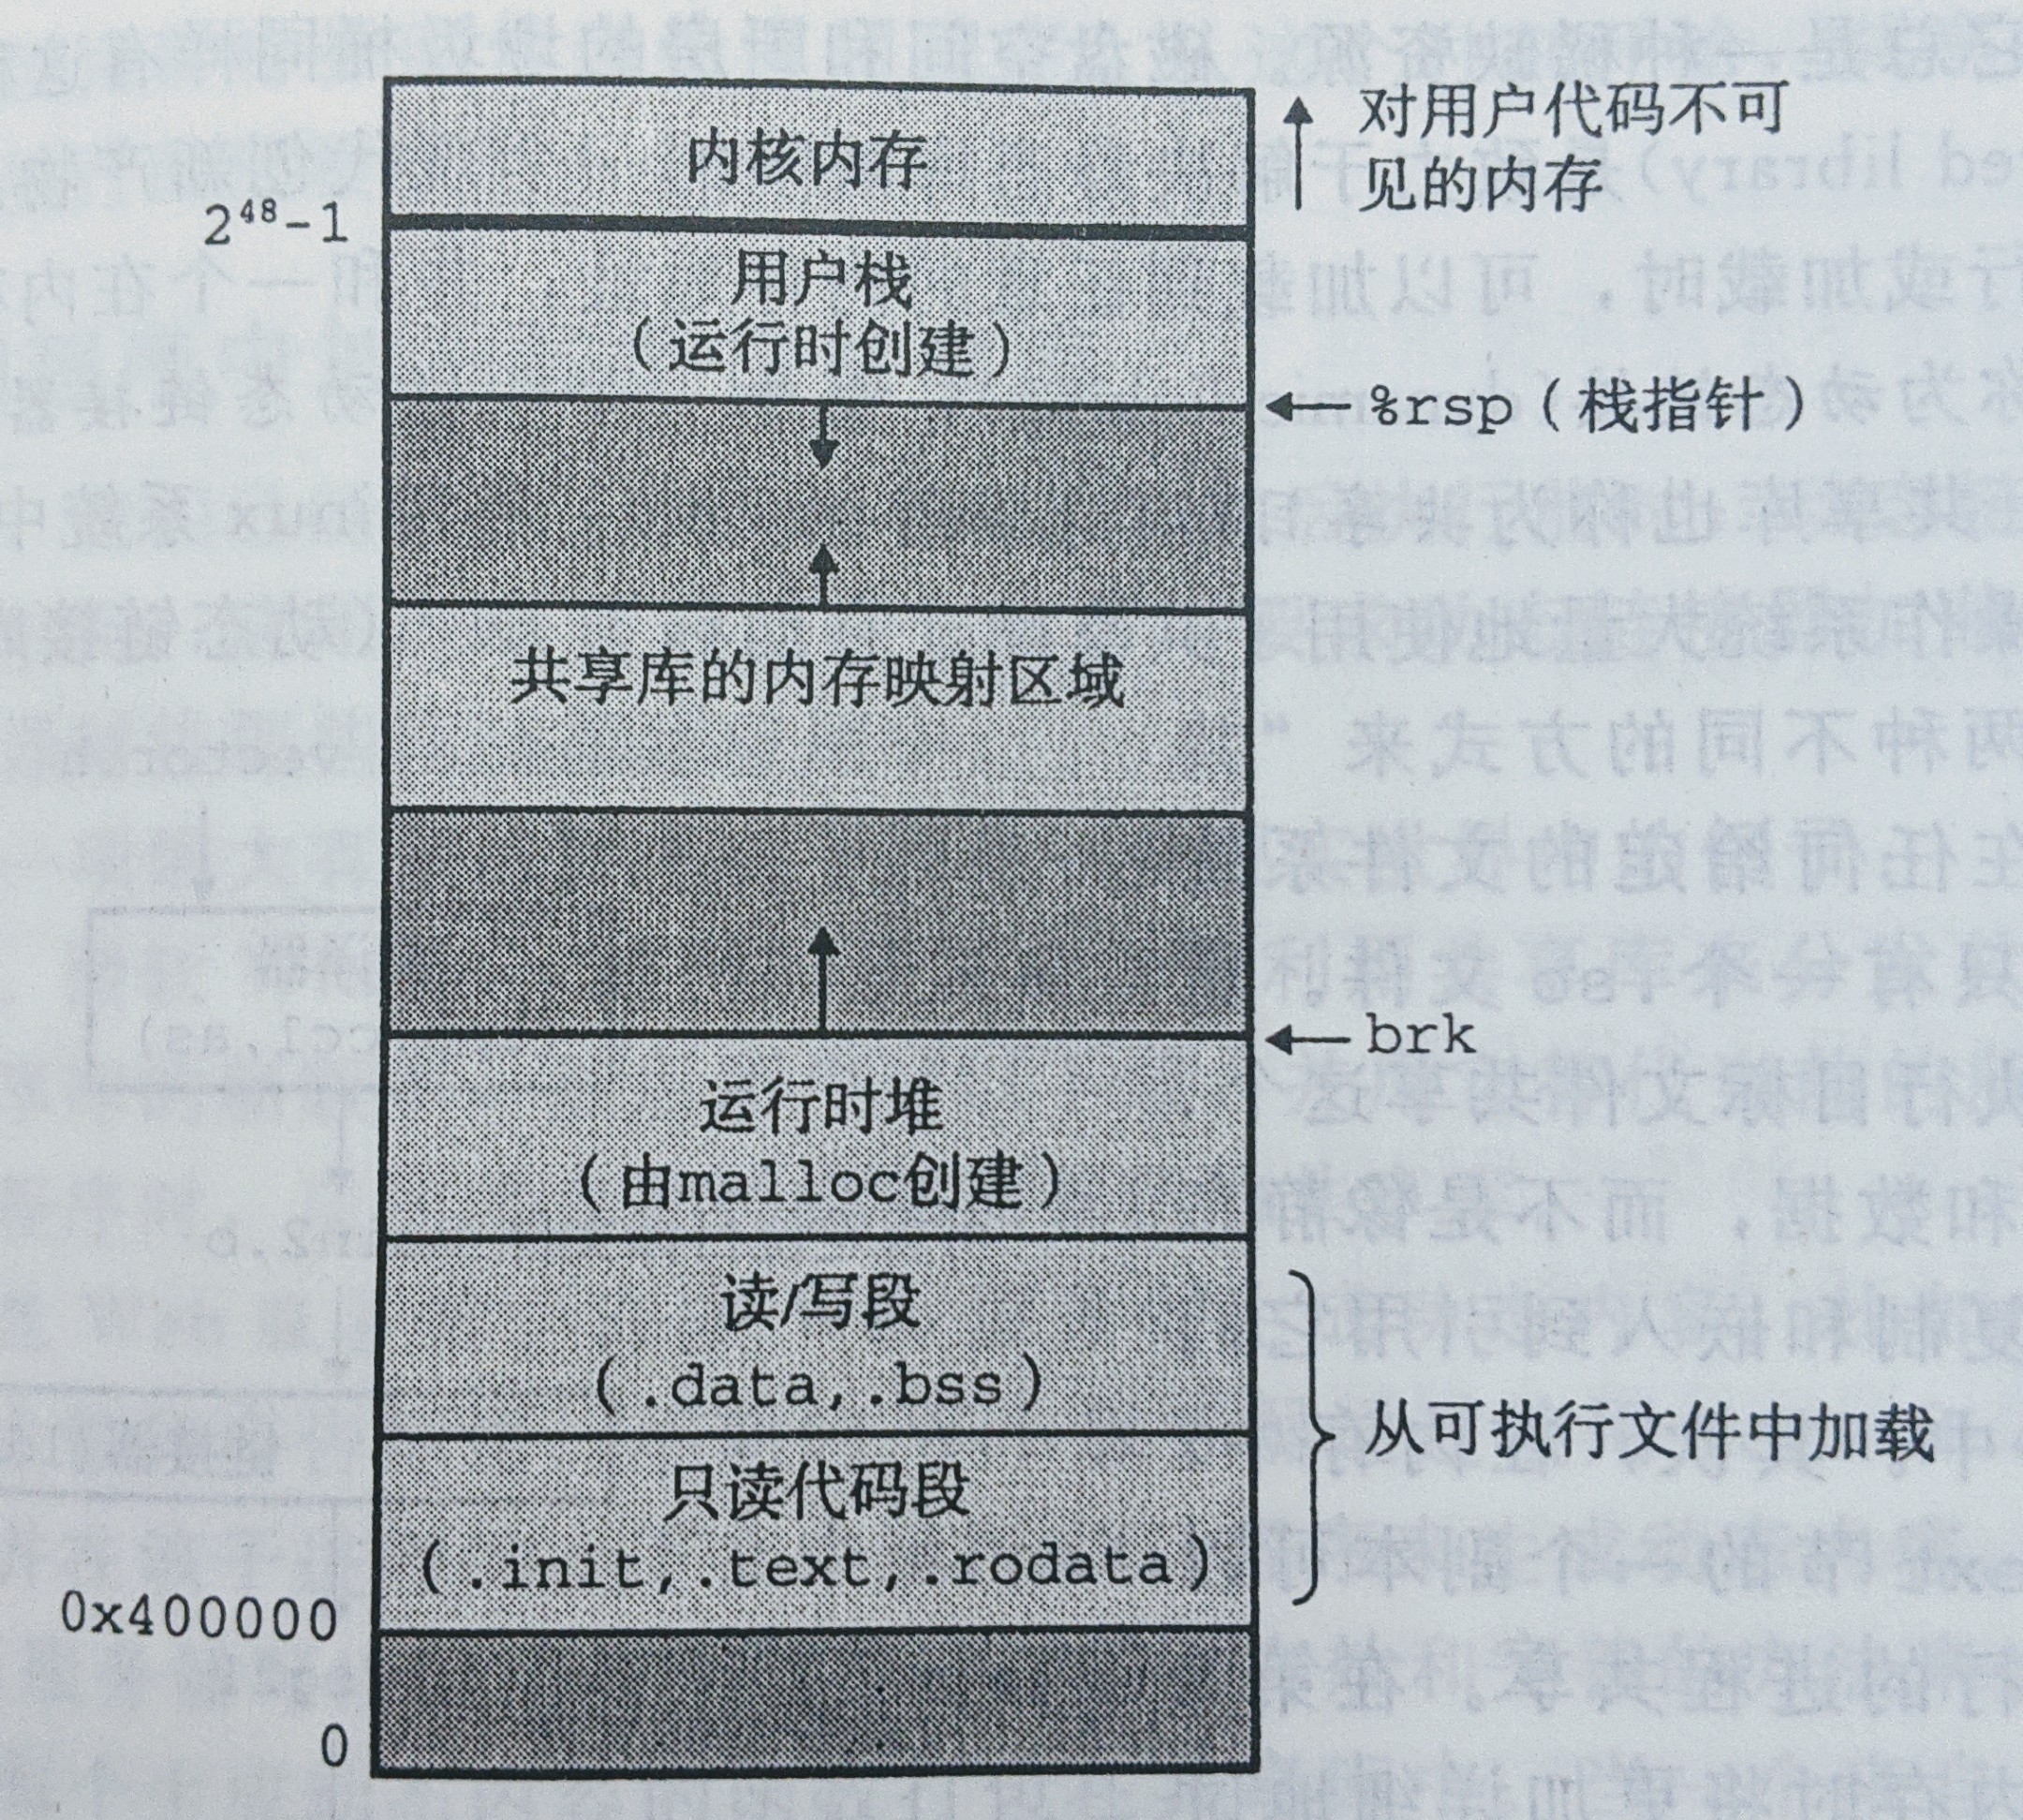 内核内存
对用户代码不可
见的内存
2⁴⁸-1
用户栈
(运行时创建)
%rsp(栈指针)
共享库的内存映射区域
brk
运行时堆
(由malloc创建)
读/写段
(.data,.bss)
从可执行文件中加载
只读代码段
(.init,.text,.rodata)
0x400000
0